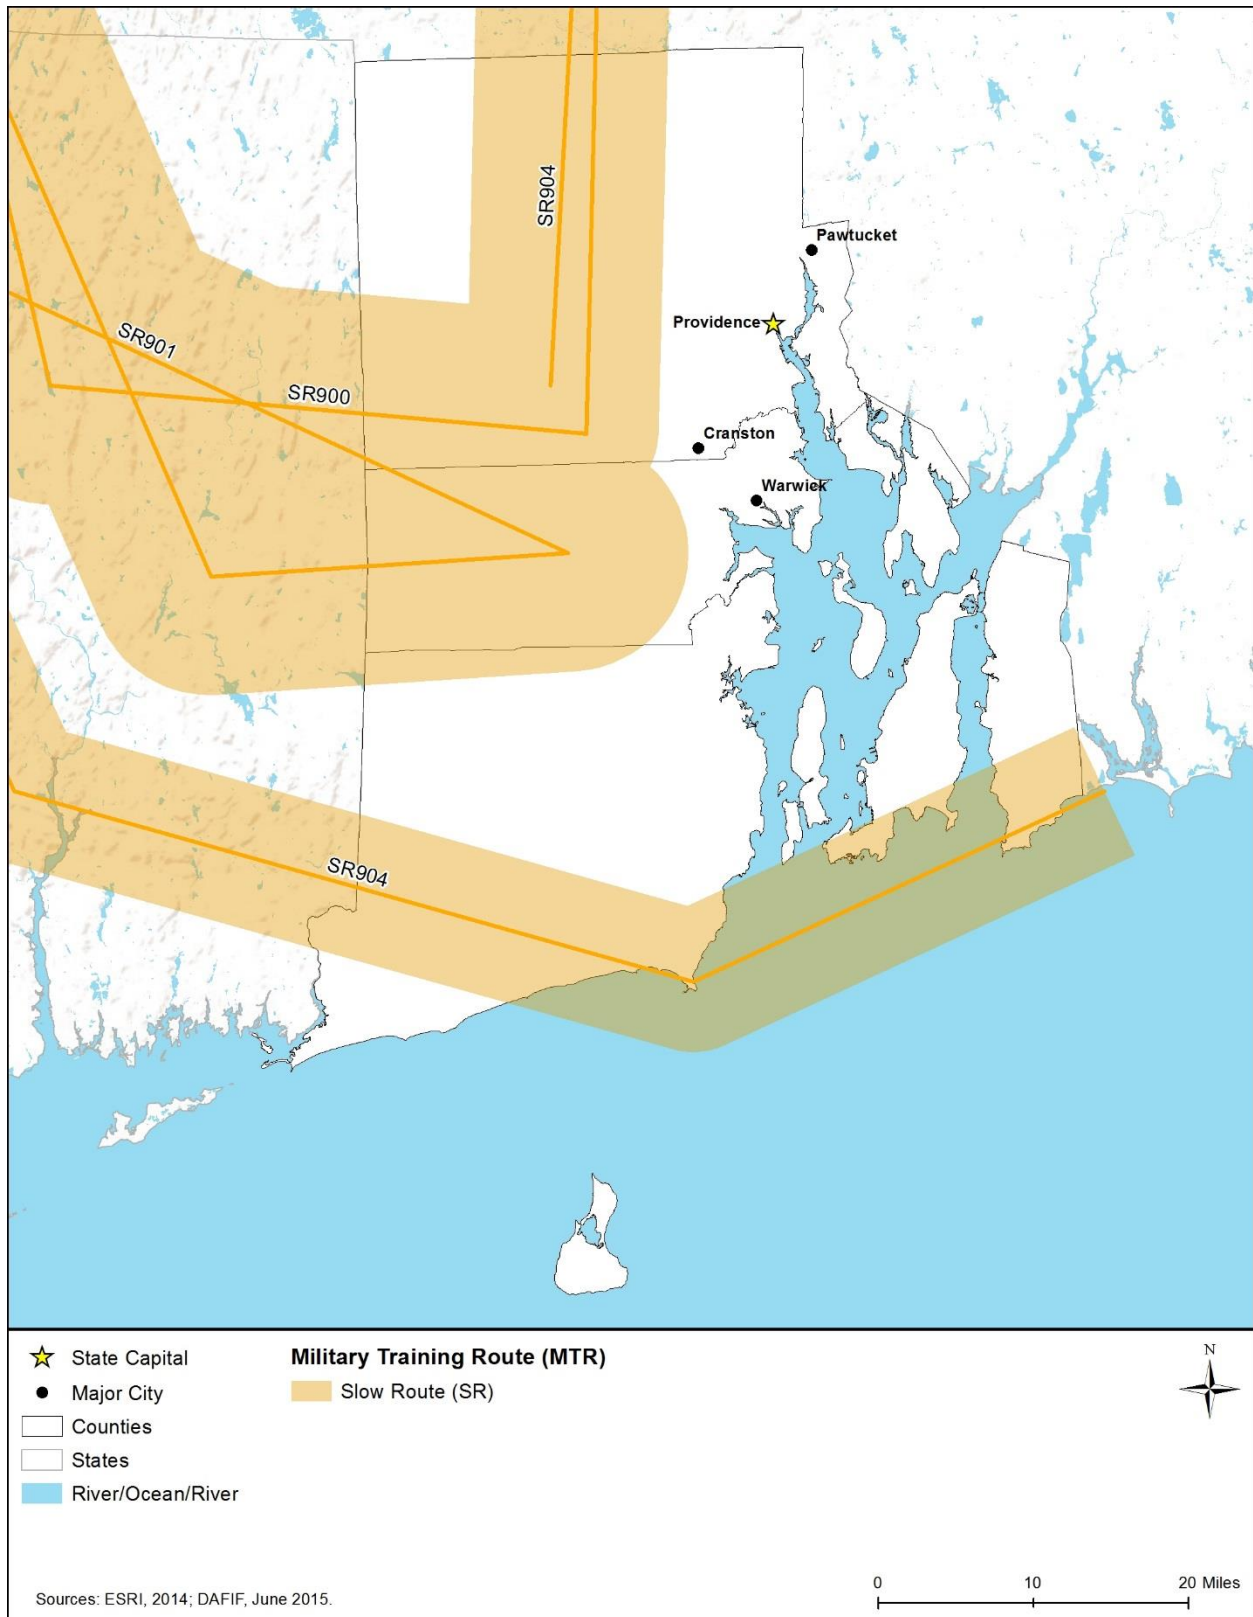 SR904
Pawtucket
Providence
SR901
SR900
Cranston
Warwick
SR904
State Capital
Major City
Counties
States
River/Ocean/River
Military Training Route (MTR)
Slow Route (SR)
N
Sources: ESRI, 2014; DAFIF, June 2015.
0 10 20 Miles